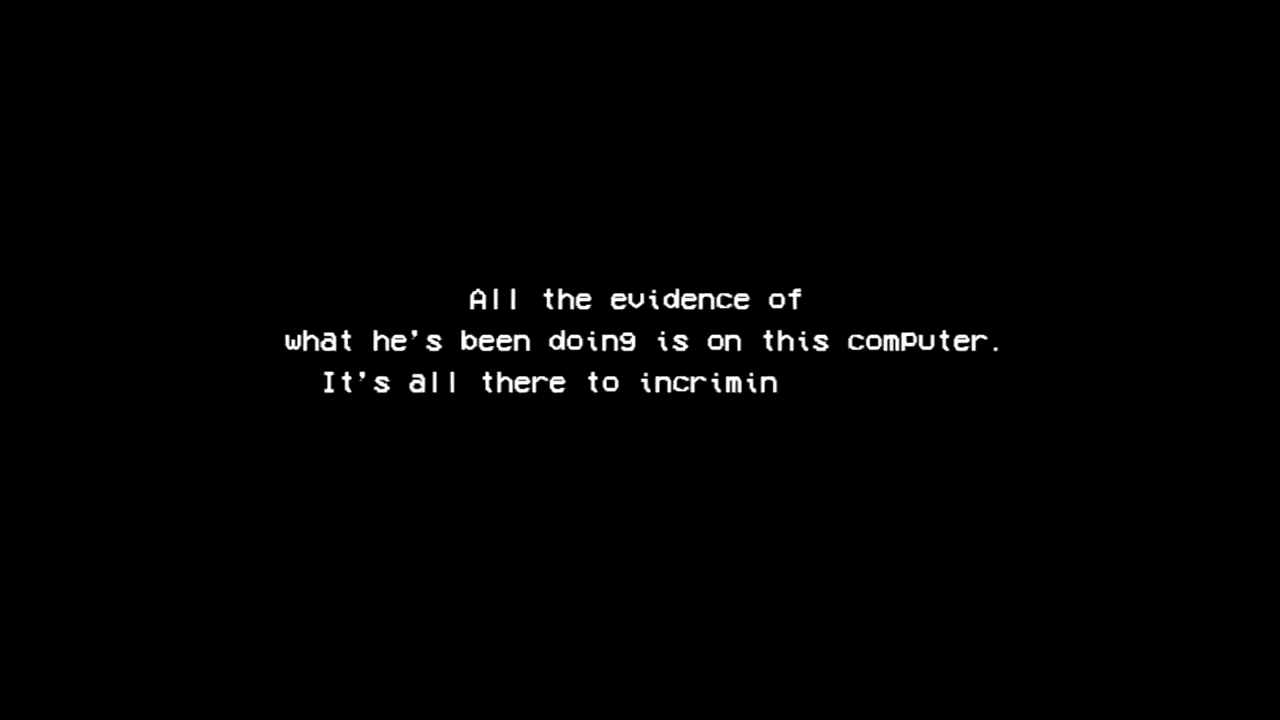 All the evidence of
what he's been doing is on this computer.
It's all there to incrimin